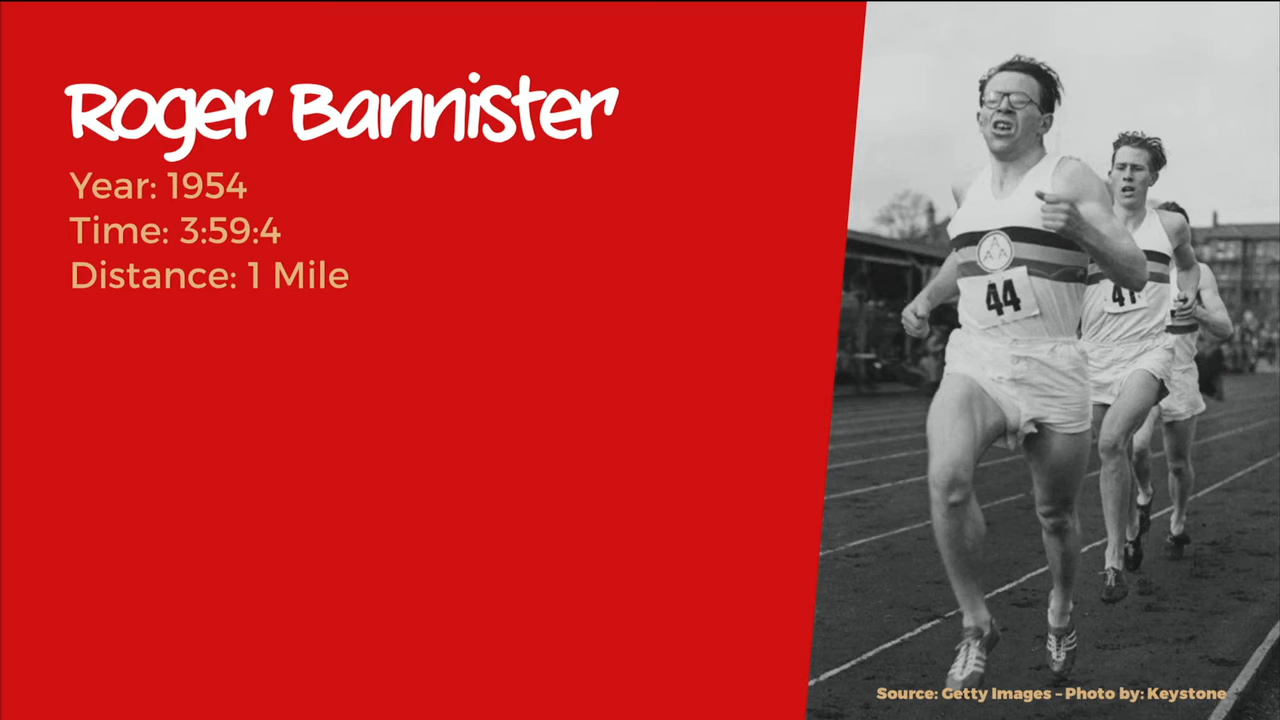 Roger Bannister
Year: 1954
Time: 3:59:4
Distance: 1 Mile
A
A A
44
41
Source: Getty Images - Photo by: Keystone